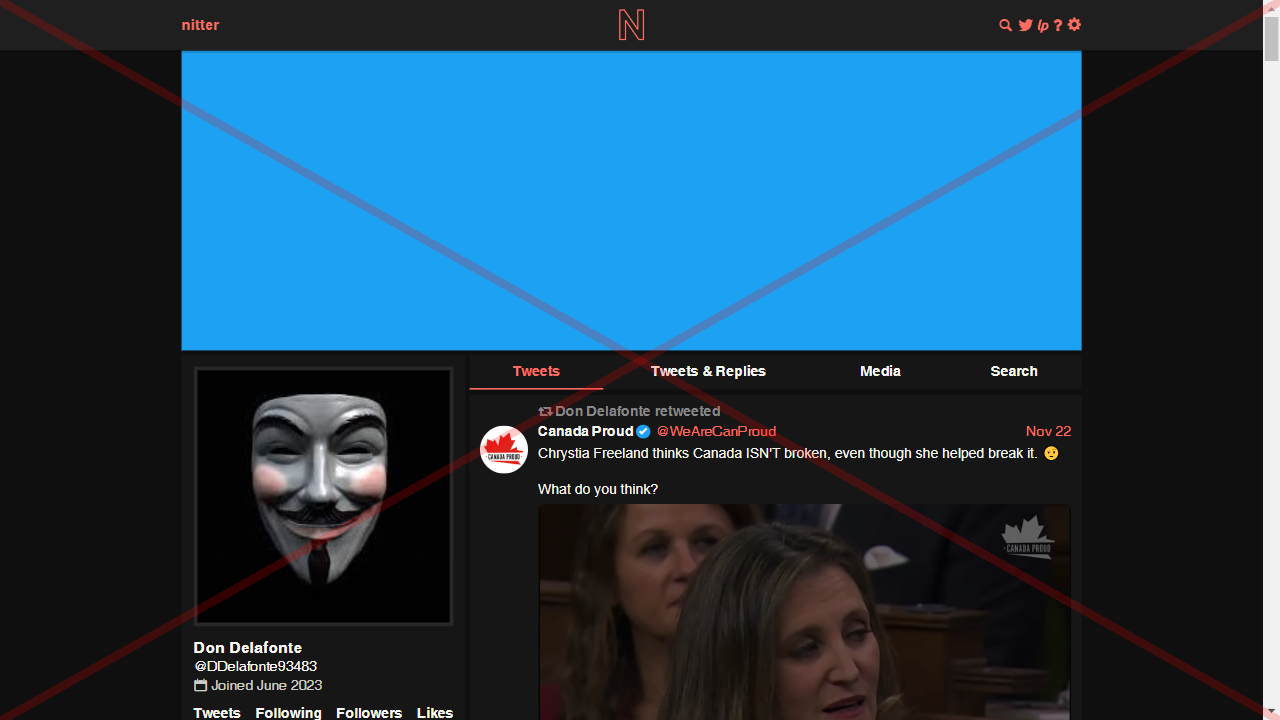 nitter
N
lp ?
Tweets Tweets & Replies Media Search
Don Delafonte retweeted
Canada Proud @WeAreCanProud Nov 22
Chrystia Freeland thinks Canada ISN'T broken, even though she helped break it. 🤨
What do you think?
CANADA PROUD
CANADA PROUD
Don Delafonte
@DDelafonte93483
Joined June 2023
Tweets Following Followers Likes